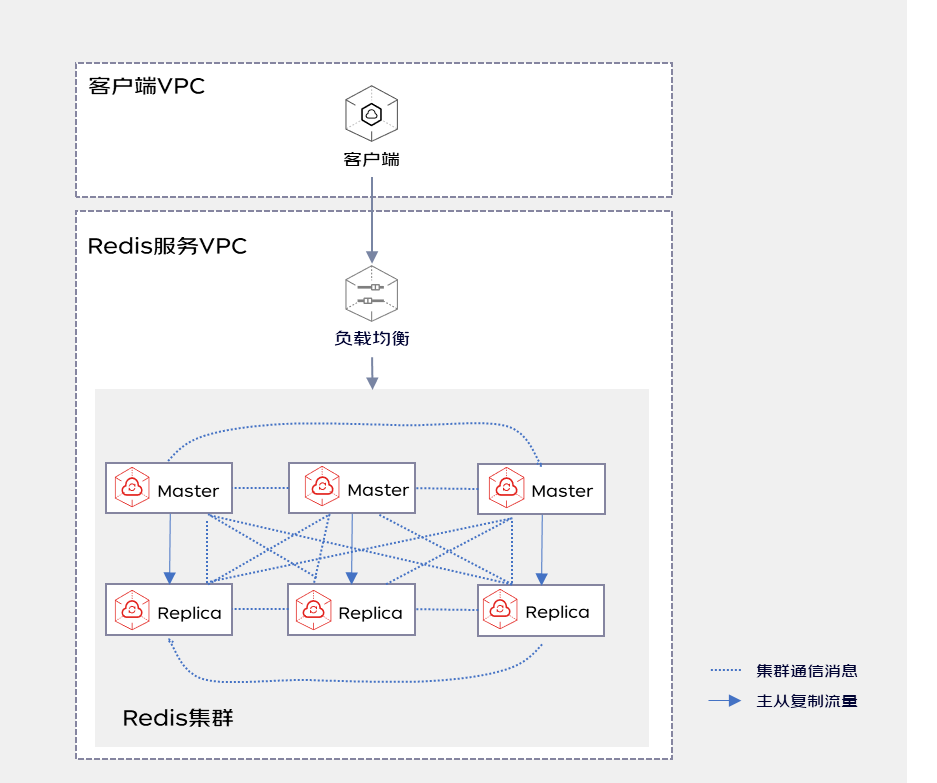 客户端VPC
客户端
Redis服务VPC
负载均衡
Master
Master
Master
Replica
Replica
Replica
Redis集群
集群通信消息
主从复制流量